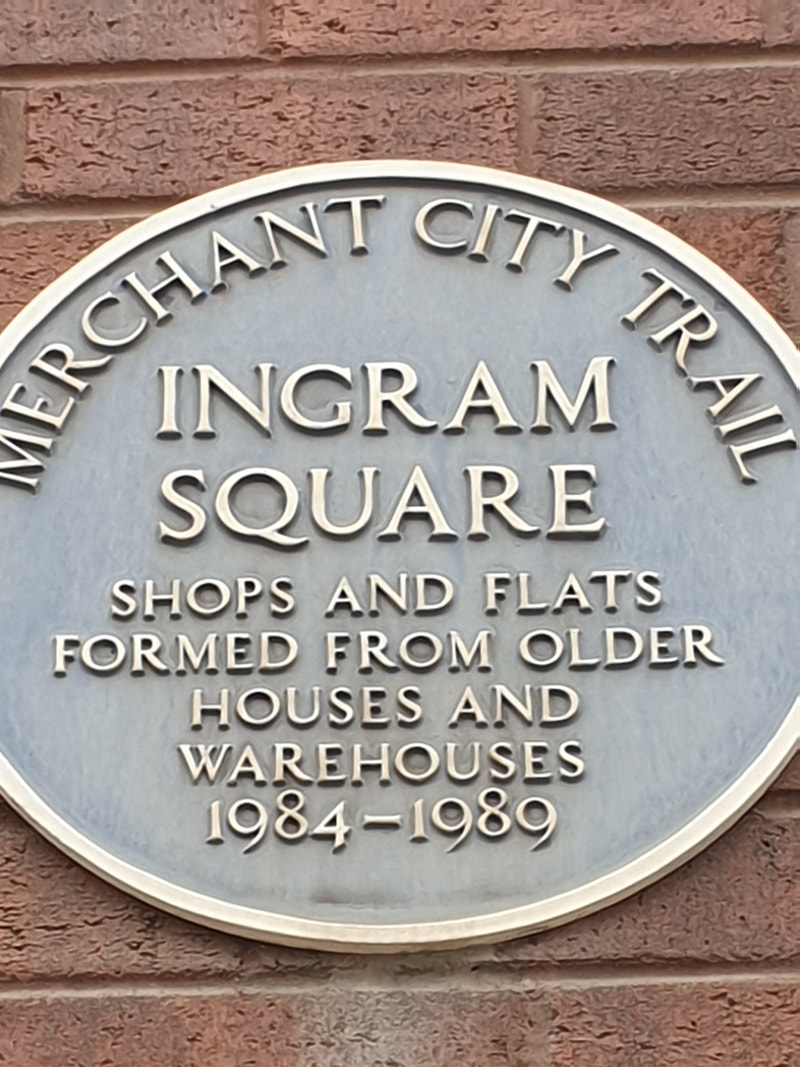 MERCHANT CITY TRAIL
INGRAM
SQUARE
SHOPS AND FLATS
FORMED FROM OLDER
HOUSES AND
WAREHOUSES
1984–1989